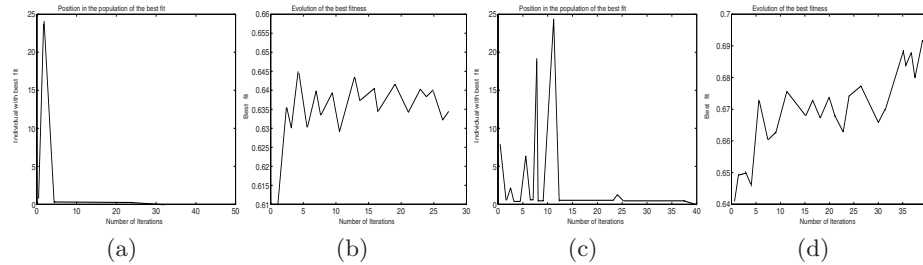 Position in the population of the best fit
Individual with best fit
25
20
15
10
5
0
0 10 20 30 40 50
Number of Iterations
(a)
Evolution of the best fitness
Best fit
0.66
0.655
0.65
0.645
0.64
0.635
0.63
0.625
0.62
0.615
0.61
0 5 10 15 20 25 30
Number of Iterations
(b)
Position in the population of the best fit
Individual with best fit
25
20
15
10
5
0
0 5 10 15 20 25 30 35 40
Number of Iterations
(c)
Evolution of the best fitness
Best fit
0.7
0.69
0.68
0.67
0.66
0.65
0.64
0 5 10 15 20 25 30 35
Number of Iterations
(d)